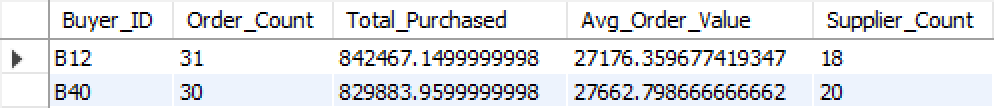 Buyer_ID Order_Count Total_Purchased Avg_Order_Value Supplier_Count
B12 31 842467.1499999998 27176.359677419347 18
B40 30 829883.9599999998 27662.798666666662 20